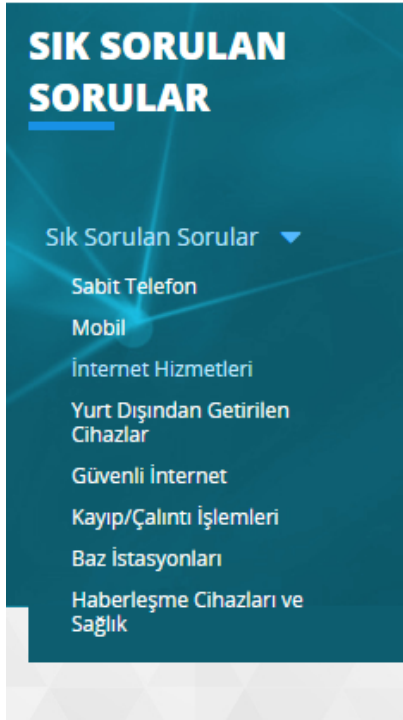 SIK SORULAN
SORULAR
Sık Sorulan Sorular
Sabit Telefon
Mobil
İnternet Hizmetleri
Yurt Dışından Getirilen
Cihazlar
Güvenli İnternet
Kayıp/Çalıntı İşlemleri
Baz İstasyonları
Haberleşme Cihazları ve
Sağlık